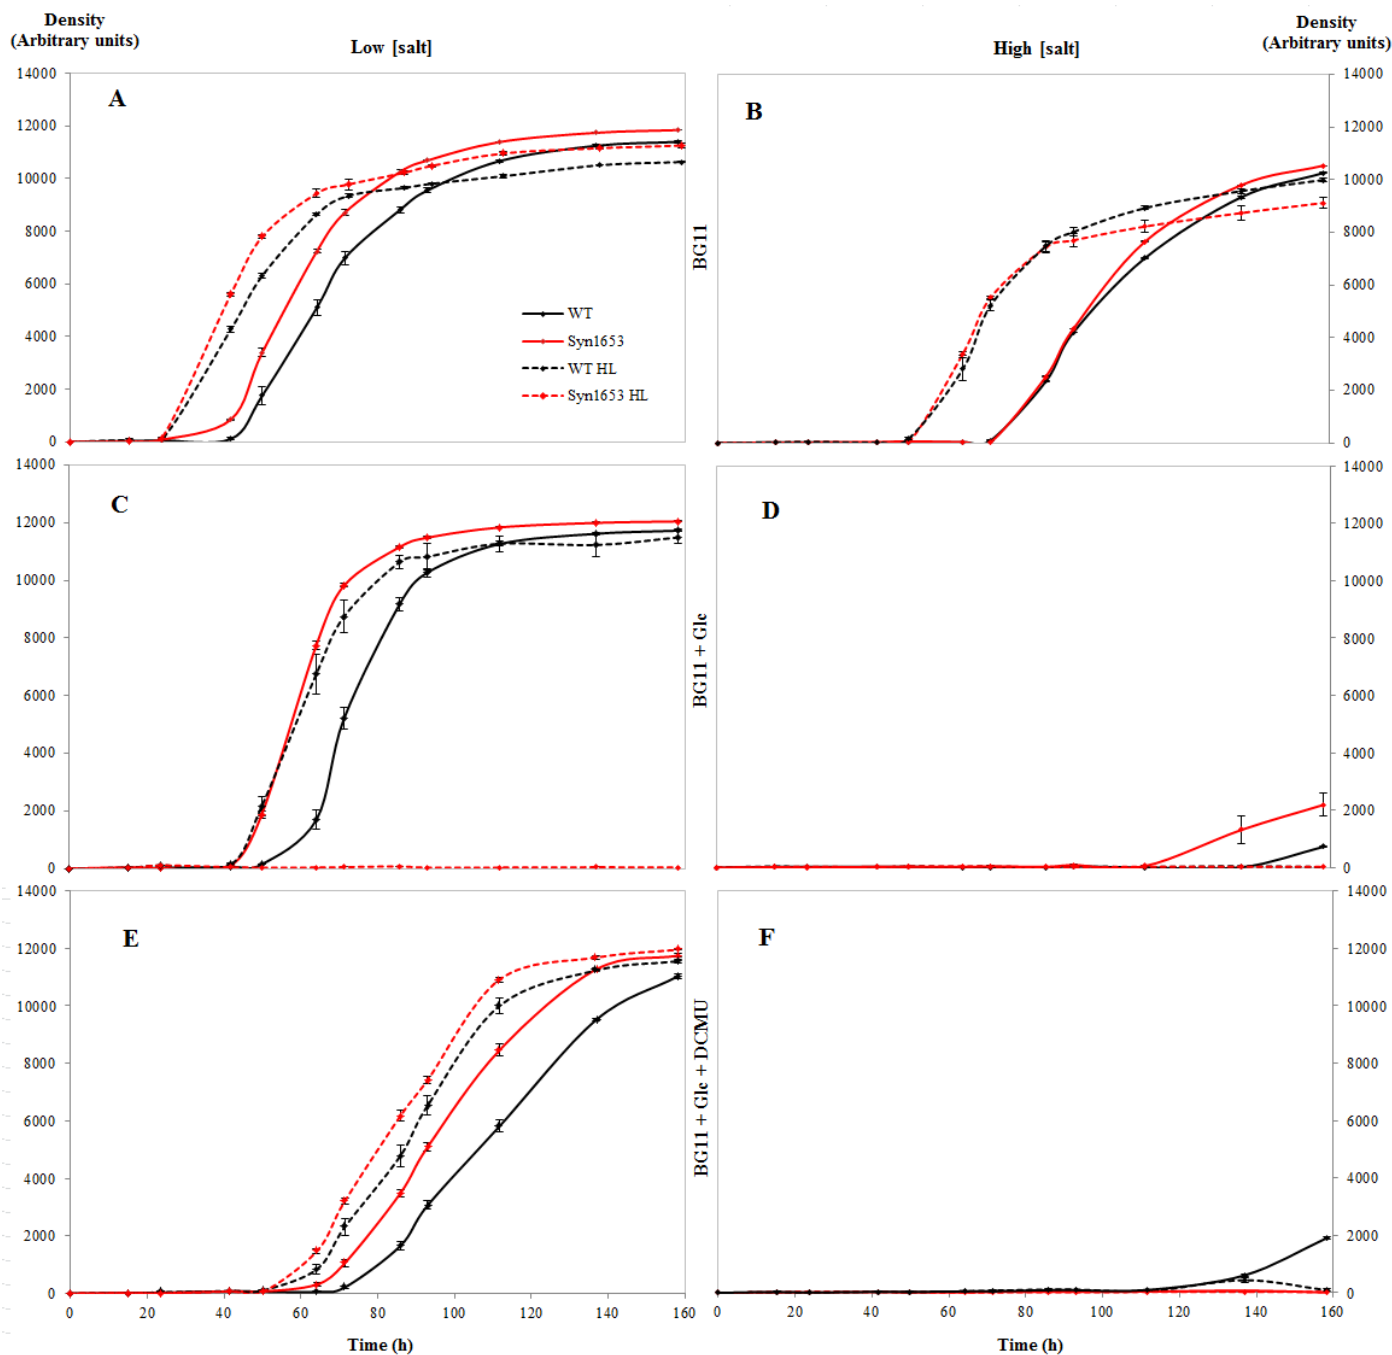 Density
(Arbitrary units)
Low [salt]
High [salt]
Density
(Arbitrary units)
14000
12000
10000
8000
6000
4000
2000
0
A
WT
Syn1653
WT HL
Syn1653 HL
BG11
B
14000
12000
10000
8000
6000
4000
2000
0
14000
12000
10000
8000
6000
4000
2000
0
C
BG11 + Glc
D
14000
12000
10000
8000
6000
4000
2000
0
14000
12000
10000
8000
6000
4000
2000
0
E
BG11 + Glc + DCMU
F
14000
12000
10000
8000
6000
4000
2000
0
0 20 40 60 80 100 120 140 160
0 20 40 60 80 100 120 140 160
Time (h)
Time (h)